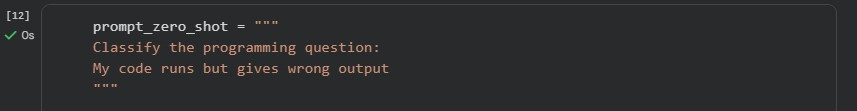 [12]
0s
prompt_zero_shot = """
Classify the programming question:
My code runs but gives wrong output
"""